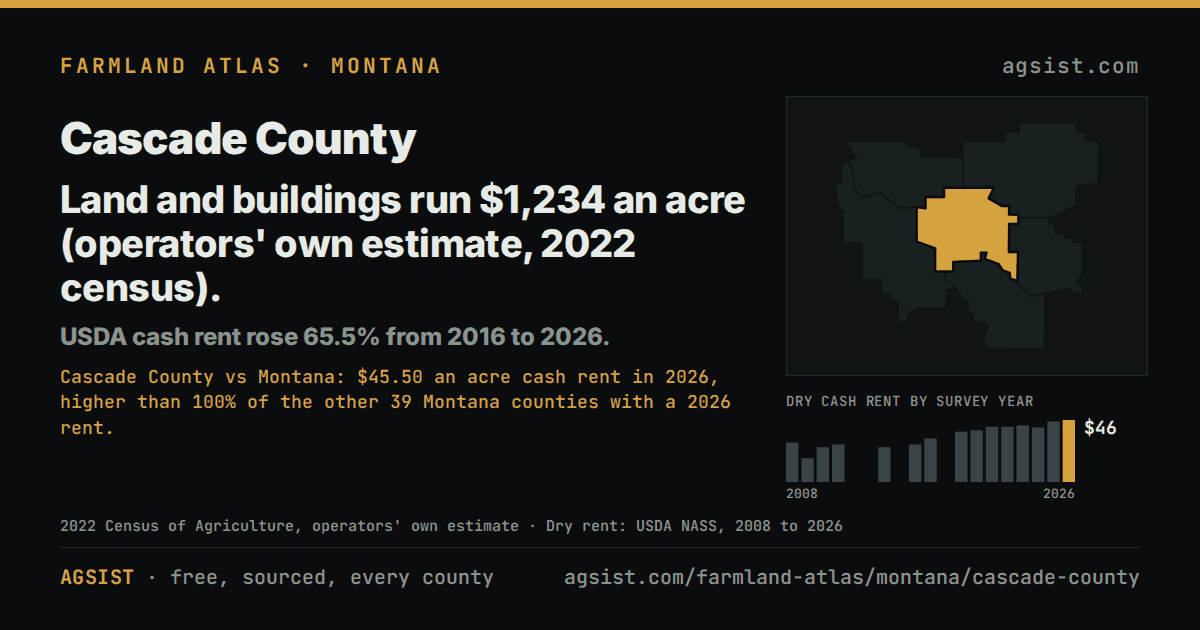 FARMLAND ATLAS · MONTANA
agsist.com
Cascade County
Land and buildings run $1,234 an acre
(operators' own estimate, 2022
census).
USDA cash rent rose 65.5% from 2016 to 2026.
Cascade County vs Montana: $45.50 an acre cash rent in 2026,
higher than 100% of the other 39 Montana counties with a 2026
rent.
DRY CASH RENT BY SURVEY YEAR
$46
2008
2026
2022 Census of Agriculture, operators' own estimate · Dry rent: USDA NASS, 2008 to 2026
AGSIST · free, sourced, every county
agsist.com/farmland-atlas/montana/cascade-county